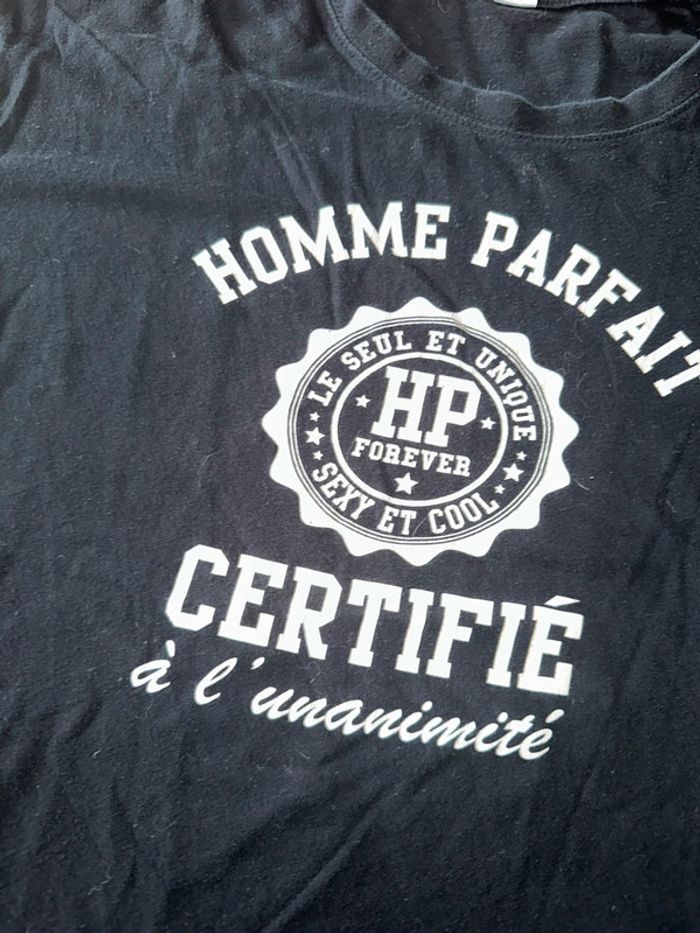 HOMME PARFAIT
LE SEUL ET UNIQUE
HP
FOREVER
SEXY ET COOL
CERTIFIÉ
à l'unanimité